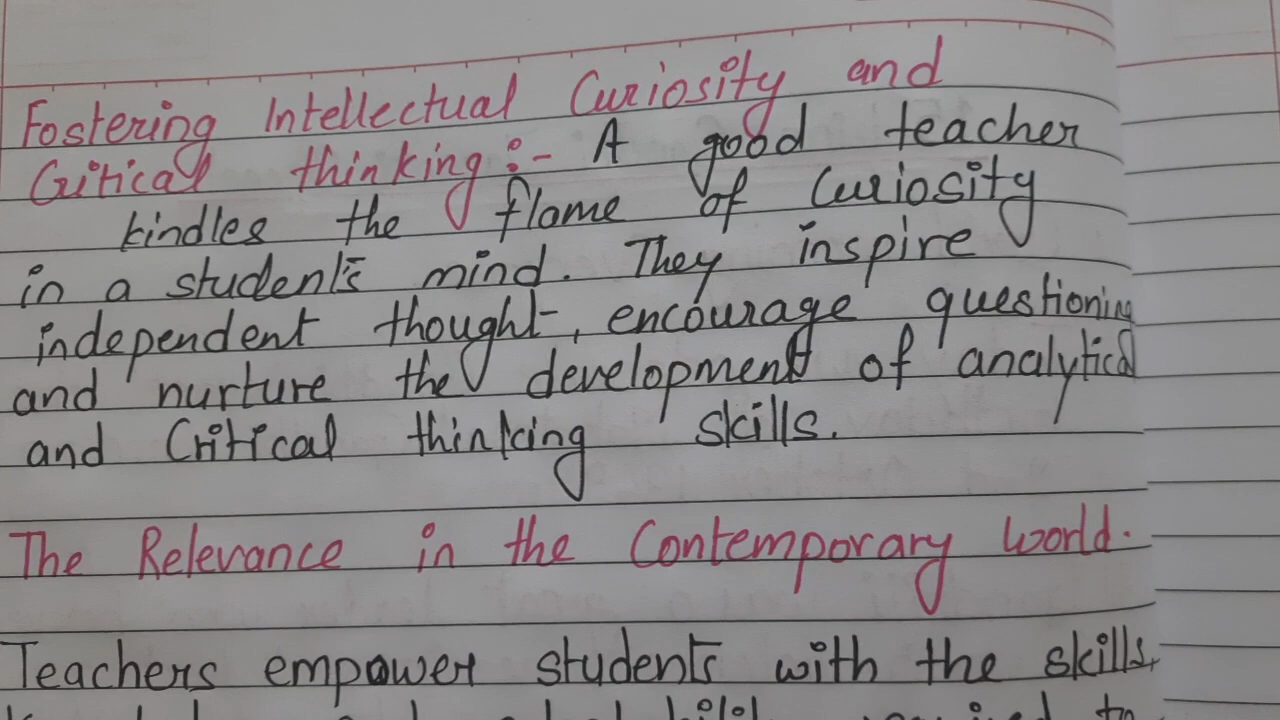 Fostering Intellectual Curiosity and
Critical thinking :- A good teacher
kindles the flame of curiosity
in a student's mind. They inspire
independent thought, encourage questioning
and nurture the development of analytical
and Critical thinking skills.
The Relevance in the Contemporary world.
Teachers empower students with the skills,